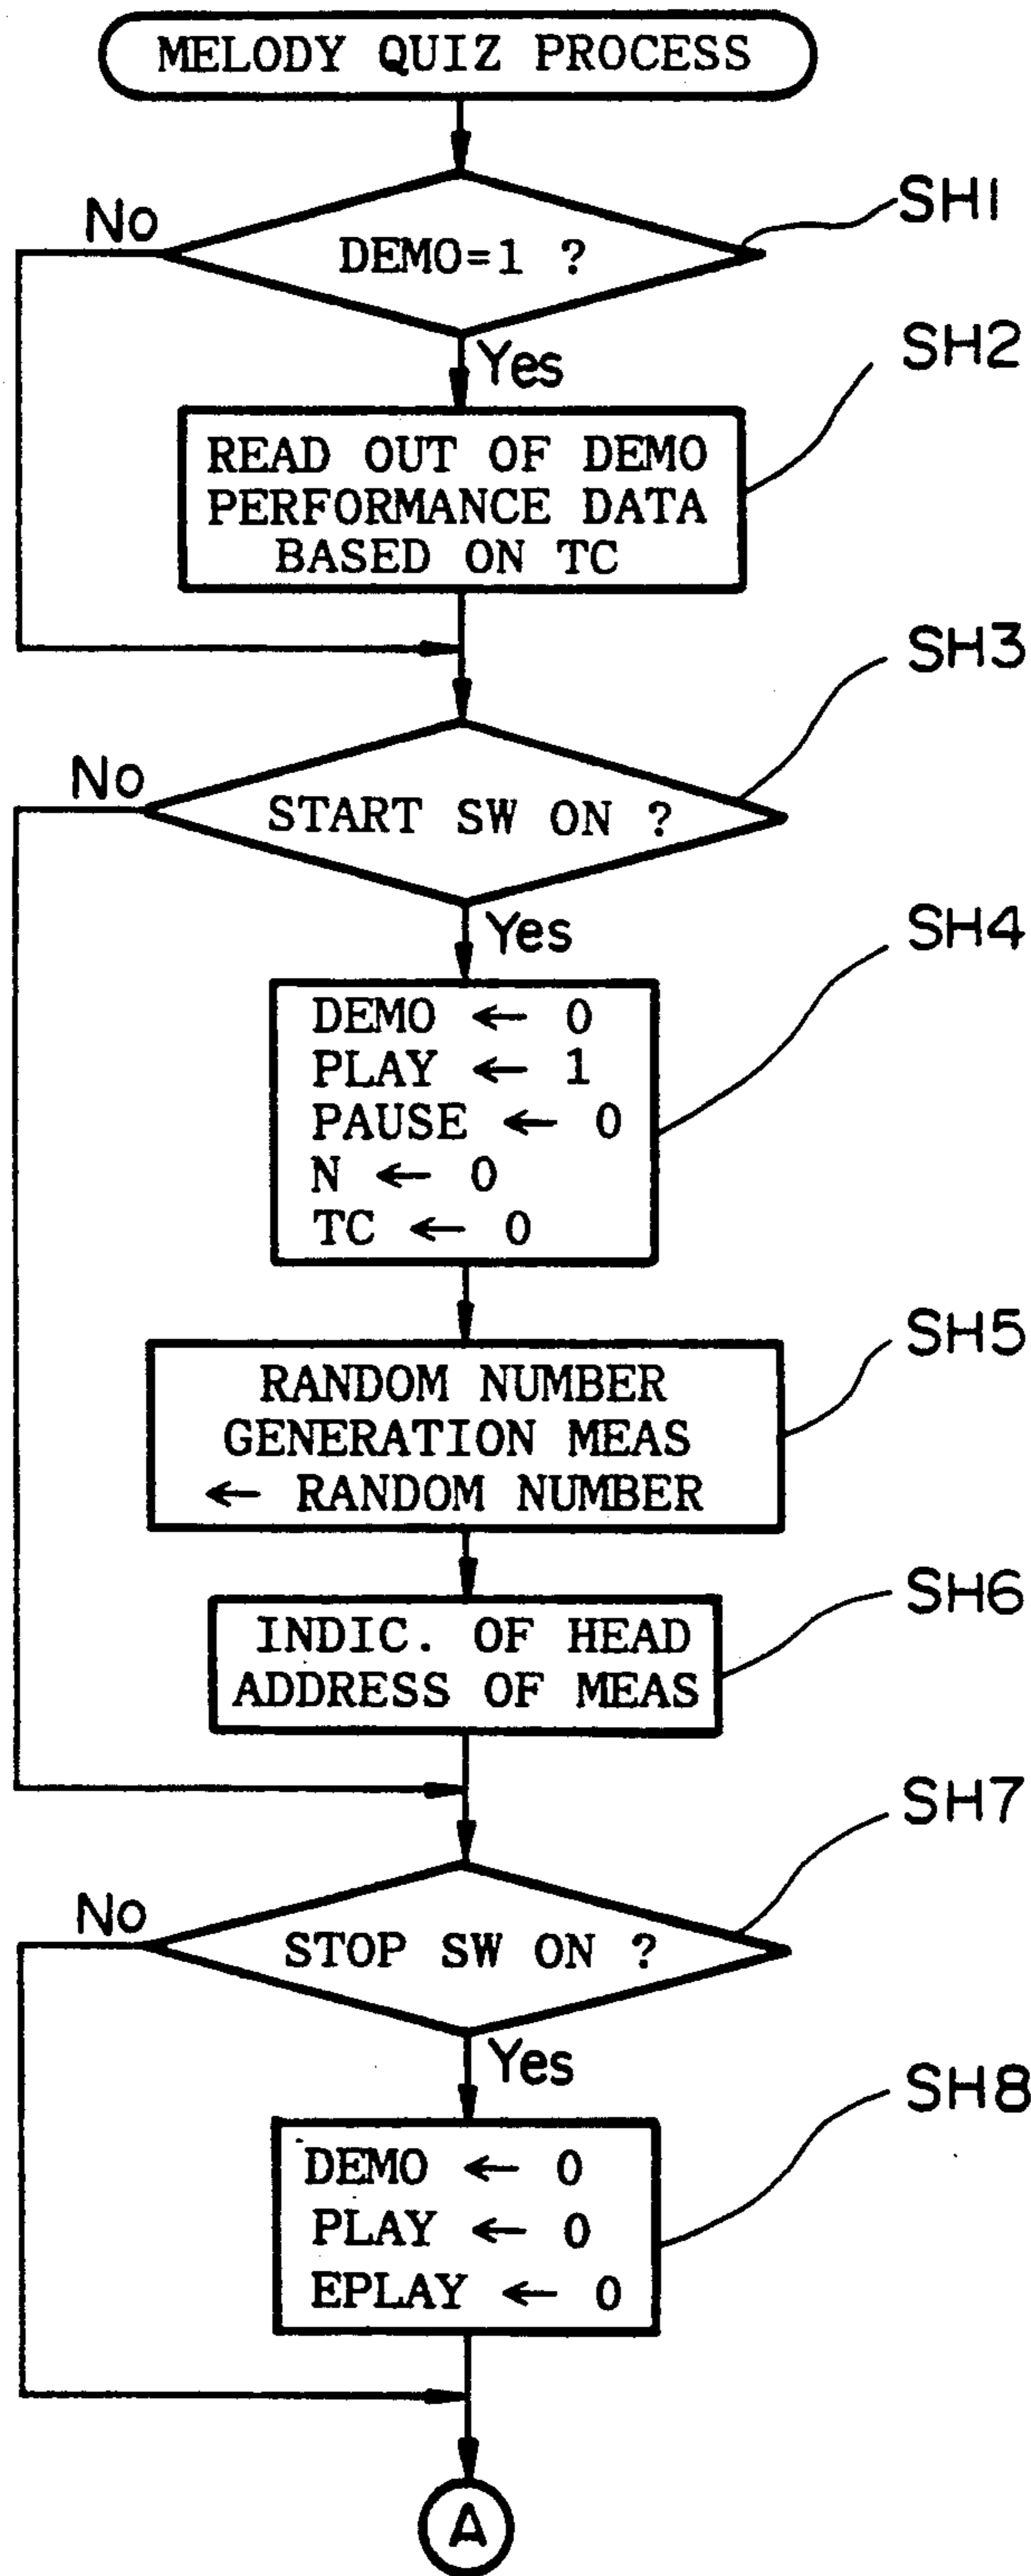 MELODY QUIZ PROCESS
SH1
No
DEMO=1 ?
Yes
SH2
READ OUT OF DEMO
PERFORMANCE DATA
BASED ON TC
SH3
No
START SW ON ?
Yes
SH4
DEMO ← 0
PLAY ← 1
PAUSE ← 0
N ← 0
TC ← 0
SH5
RANDOM NUMBER
GENERATION MEAS
← RANDOM NUMBER
SH6
INDIC. OF HEAD
ADDRESS OF MEAS
SH7
No
STOP SW ON ?
Yes
SH8
DEMO ← 0
PLAY ← 0
EPLAY ← 0
A